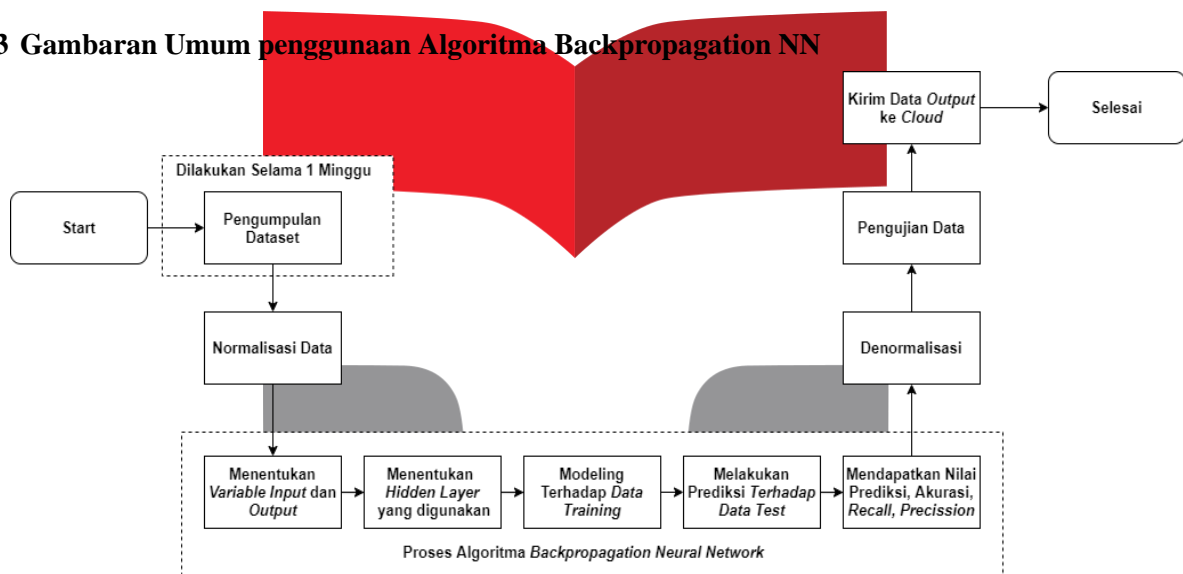 3 Gambaran Umum penggunaan Algoritma Backpropagation NN
Start
Dilakukan Selama 1 Minggu
Pengumpulan
Dataset
Normalisasi Data
Menentukan
Variable Input dan
Output
Menentukan
Hidden Layer
yang digunakan
Modeling
Terhadap Data
Training
Melakukan
Prediksi Terhadap
Data Test
Mendapatkan Nilai
Prediksi, Akurasi,
Recall, Precission
Proses Algoritma Backpropagation Neural Network
Denormalisasi
Pengujian Data
Kirim Data Output
ke Cloud
Selesai